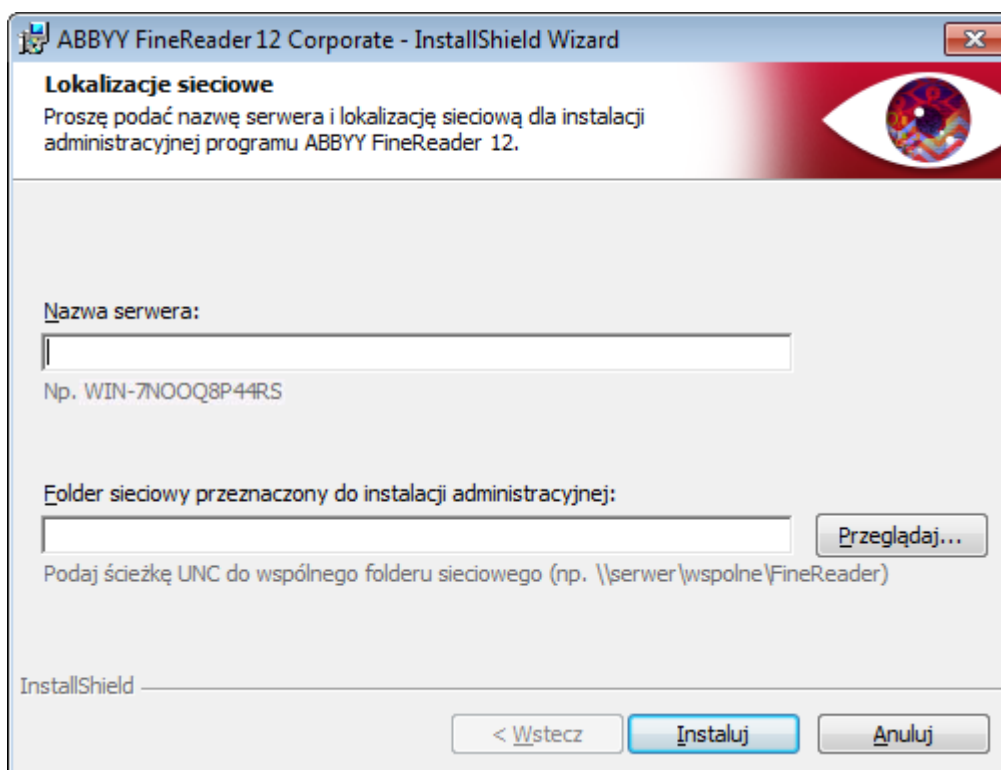 ABBYY FineReader 12 Corporate - InstallShield Wizard
Lokalizacje sieciowe
Proszę podać nazwę serwera i lokalizację sieciową dla instalacji
administracyjnej programu ABBYY FineReader 12.
Nazwa serwera:
Np. WIN-7NOOQ8P44RS
Folder sieciowy przeznaczony do instalacji administracyjnej:
Przeglądaj...
Podaj ścieżkę UNC do wspólnego folderu sieciowego (np. \\serwer\wspolne\FineReader)
InstallShield
< Wstecz
Instaluj
Anuluj